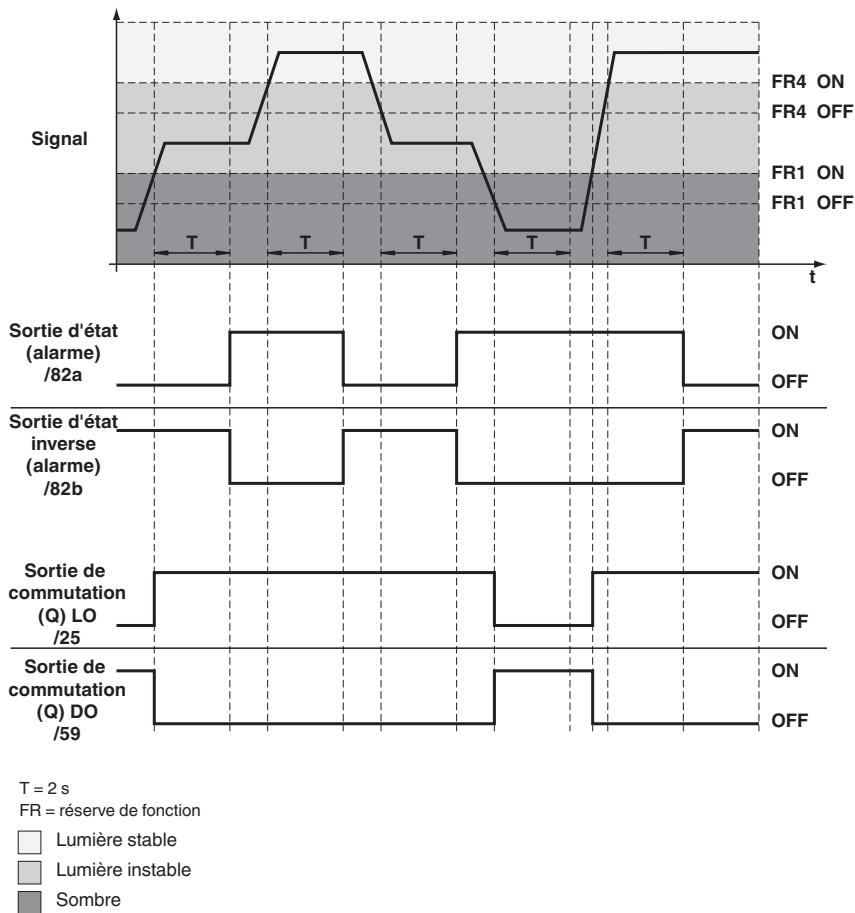 FR4 ON
FR4 OFF
Signal
FR1 ON
FR1 OFF
T T T T T
t
Sortie d'état
(alarme)
/82a
ON
OFF
Sortie d'état
inverse
(alarme)
/82b
ON
OFF
Sortie de
commutation
(Q) LO
/25
ON
OFF
Sortie de
commutation
(Q) DO
/59
ON
OFF
T = 2 s
FR = réserve de fonction
Lumière stable
Lumière instable
Sombre